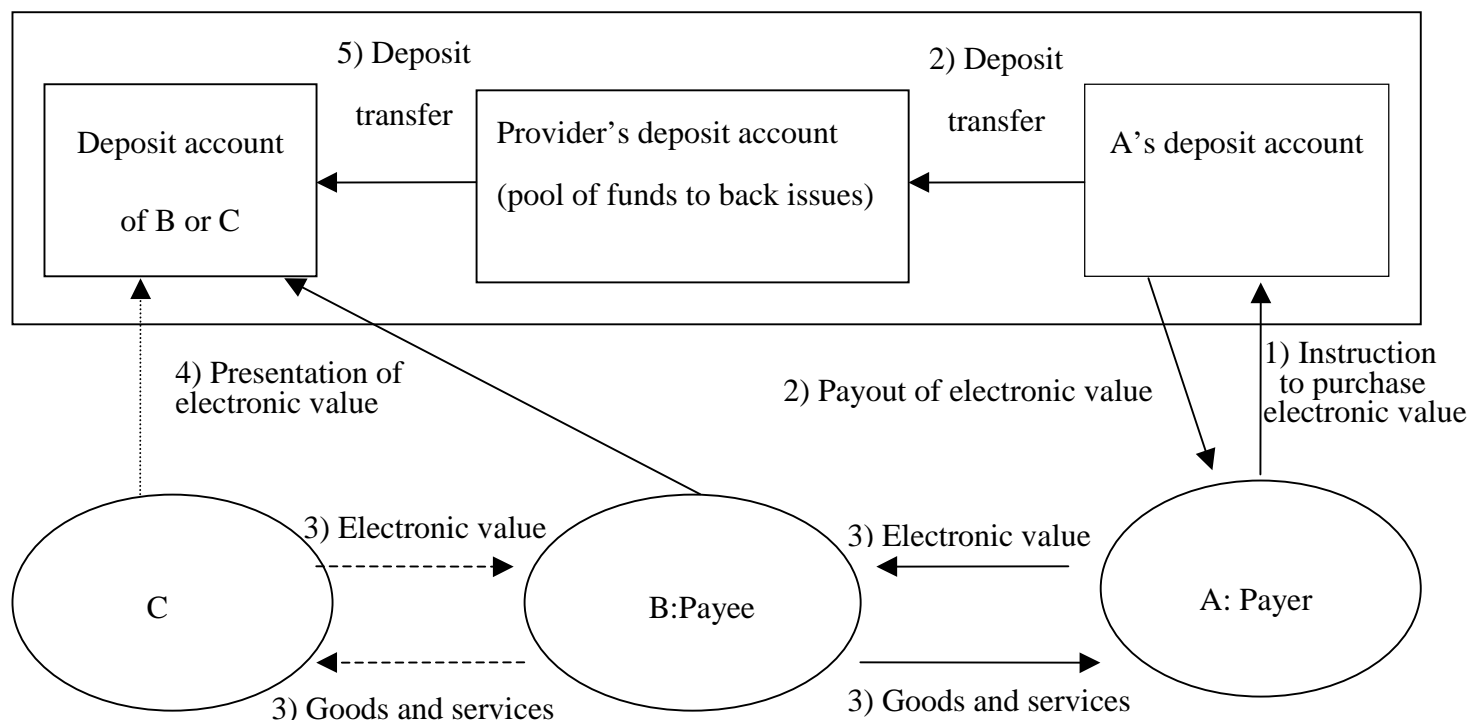 5) Deposit
transfer
2) Deposit
transfer
Deposit account
of B or C
Provider’s deposit account
(pool of funds to back issues)
A’s deposit account
4) Presentation of
electronic value
2) Payout of electronic value
1) Instruction
to purchase
electronic value
3) Electronic value
3) Electronic value
C
B:Payee
A: Payer
3) Goods and services
3) Goods and services